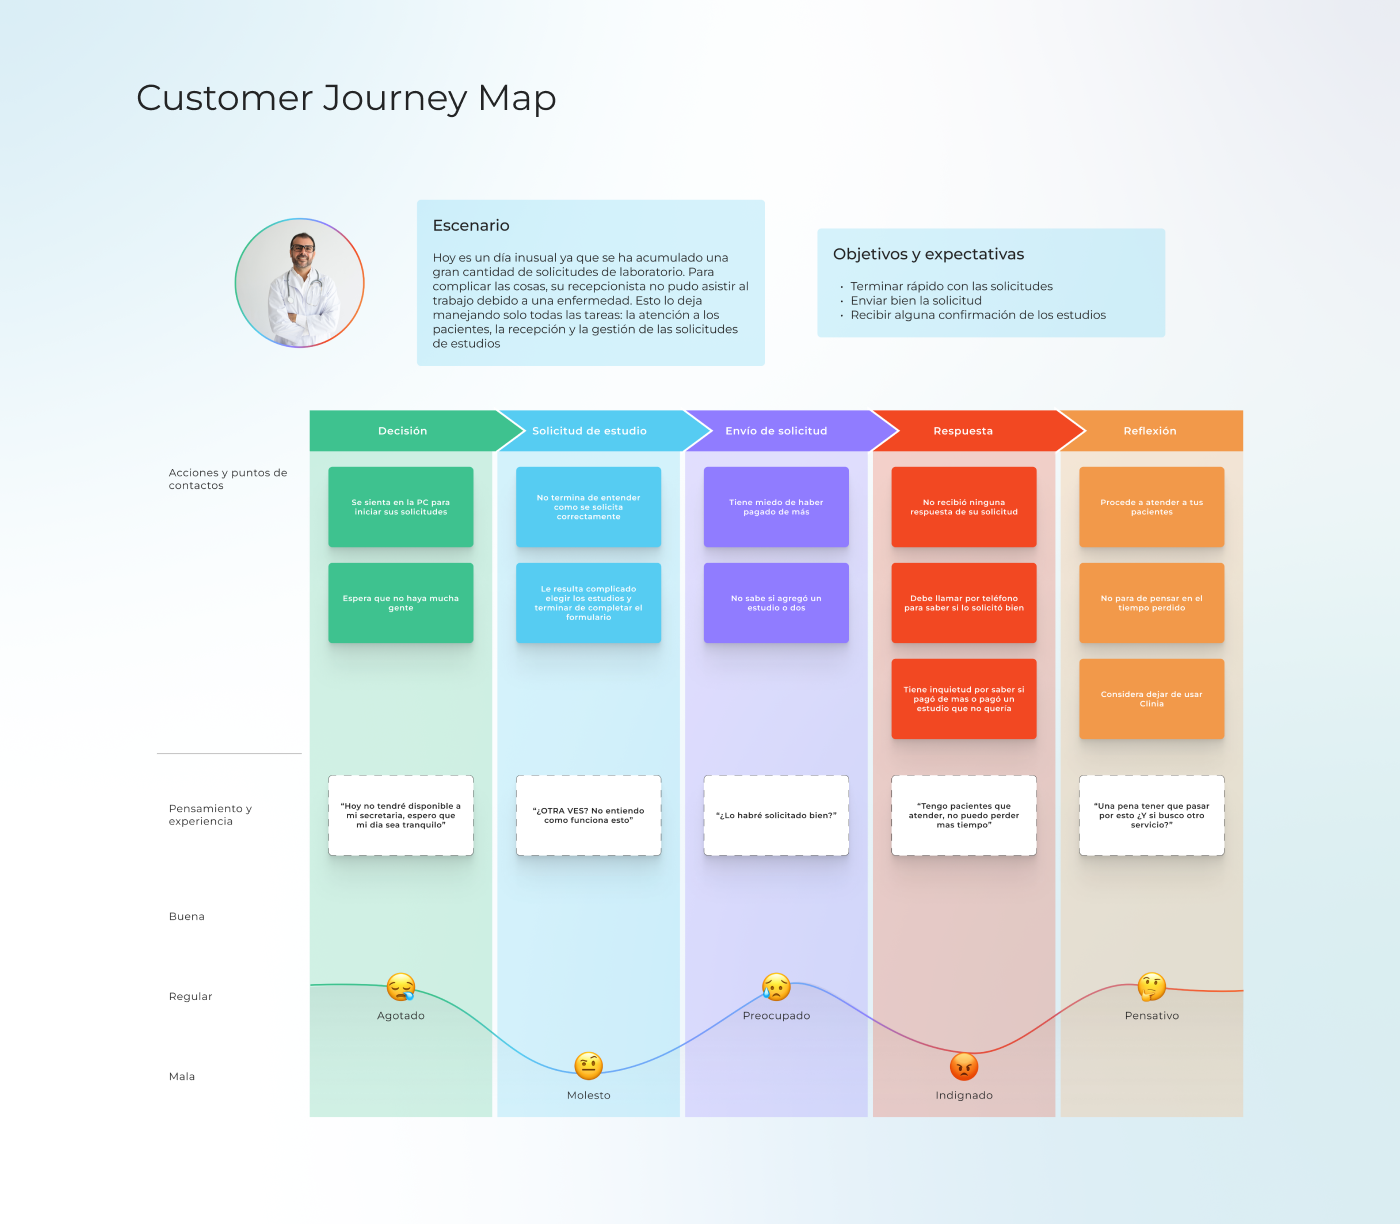 Customer Journey Map
Escenario
Hoy es un día inusual ya que se ha acumulado una
gran cantidad de solicitudes de laboratorio. Para
complicar las cosas, su recepcionista no pudo asistir al
trabajo debido a una enfermedad. Esto lo deja
manejando solo todas las tareas: la atención a los
pacientes, la recepción y la gestión de las solicitudes
de estudios
Objetivos y expectativas
• Terminar rápido con las solicitudes
• Enviar bien la solicitud
• Recibir alguna confirmación de los estudios
Decisión
Solicitud de estudio
Envío de solicitud
Respuesta
Reflexión
Acciones y puntos de
contactos
Se sienta en la PC para
iniciar sus solicitudes
No termina de entender
como se solicita
correctamente
Tiene miedo de haber
pagado de más
No recibió ninguna
respuesta de su solicitud
Procede a atender a tus
pacientes
Espera que no haya mucha
gente
Le resulta complicado
elegir los estudios y
terminar de completar el
formulario
No sabe si agregó un
estudio o dos
Debe llamar por teléfono
para saber si lo solicitó bien
No para de pensar en el
tiempo perdido
Tiene inquietud por saber si
pagó de mas o pagó un
estudio que no quería
Considera dejar de usar
Clinia
Pensamiento y
experiencia
“Hoy no tendré disponible a
mi secretaria, espero que
mi dia sea tranquilo”
“¿OTRA VES? No entiendo
como funciona esto”
“¿Lo habré solicitado bien?”
“Tengo pacientes que
atender, no puedo perder
mas tiempo”
“Una pena tener que pasar
por esto ¿Y si busco otro
servicio?”
Buena
Regular
Agotado
Preocupado
Pensativo
Mala
Molesto
Indignado